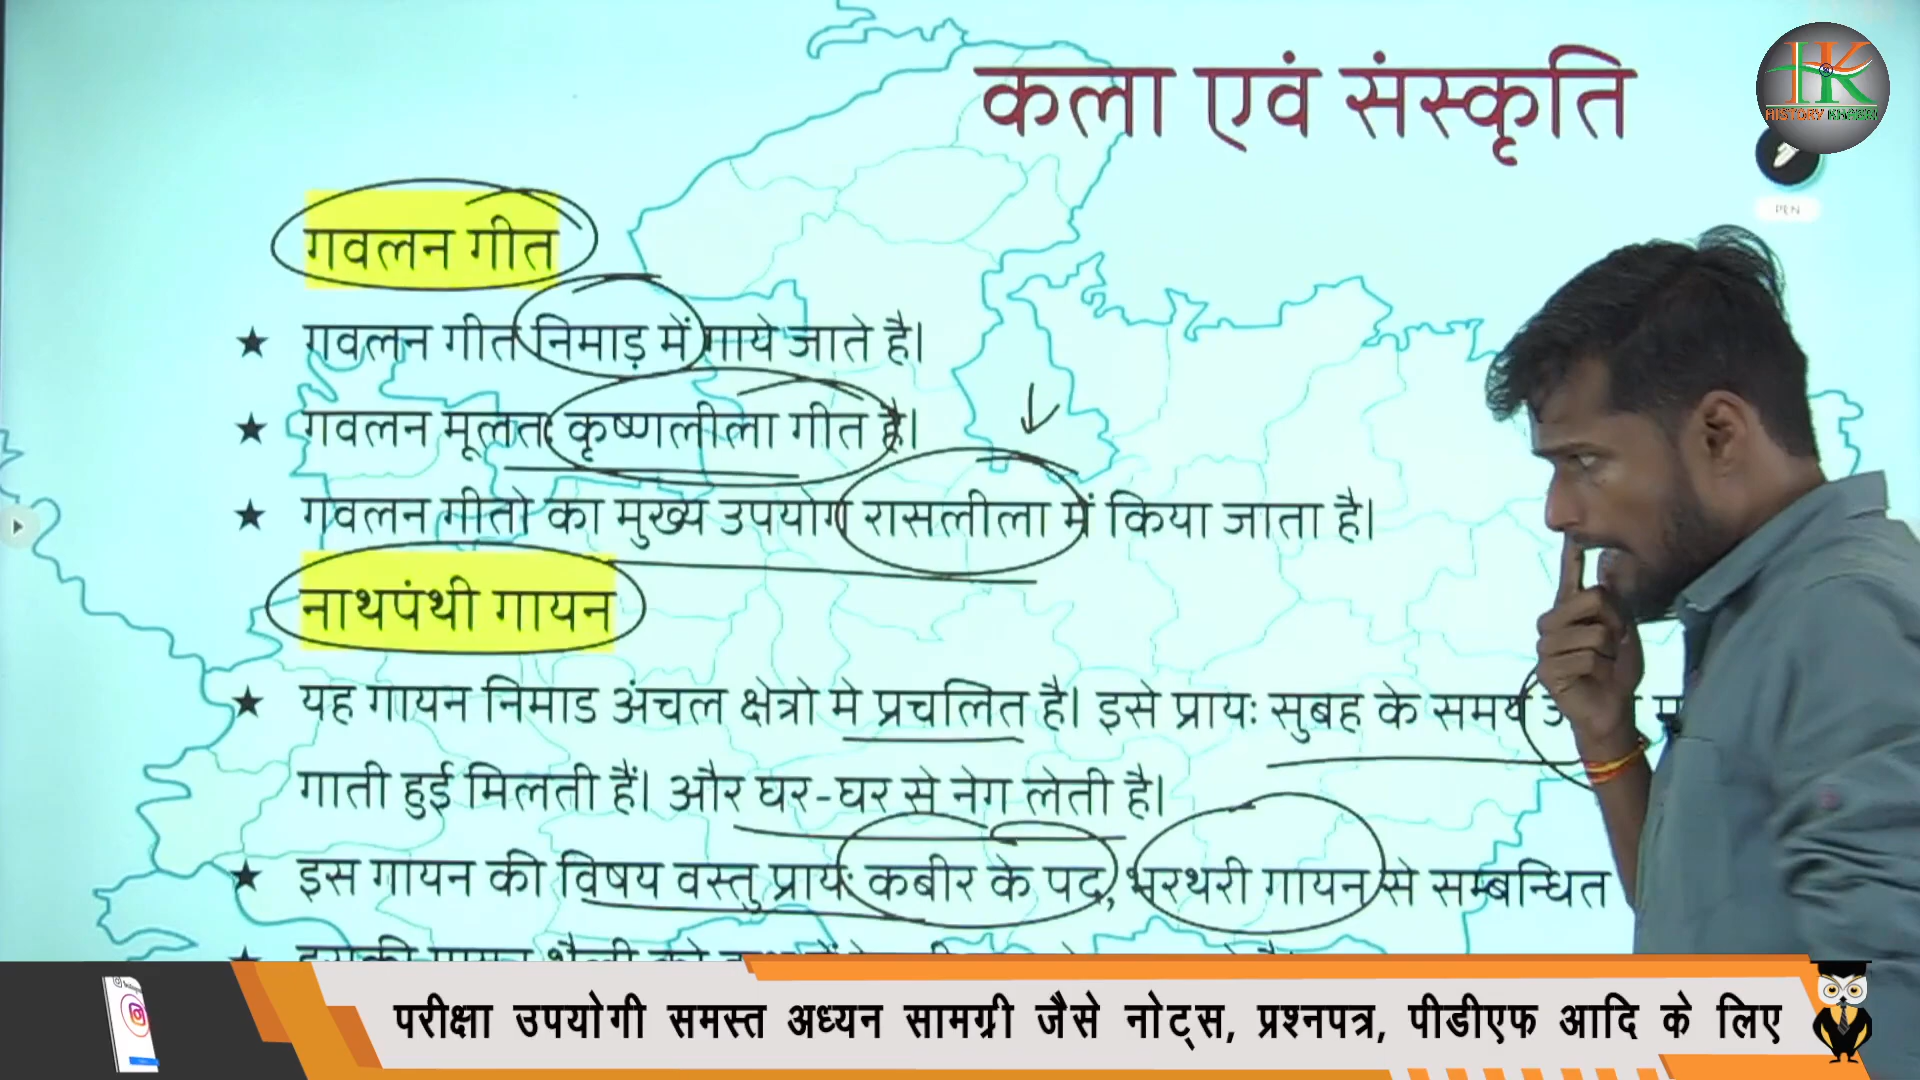 कला एवं संस्कृति
HISTORY
PEN
गवलन गीत
★ गवलन गीत निमाड़ में गाये जाते है।
★ गवलन मूलतः कृष्णलीला गीत है।
★ गवलन गीतो का मुख्य उपयोग रासलीला में किया जाता है।
नाथपंथी गायन
★ यह गायन निमाड अंचल क्षेत्रो मे प्रचलित है। इसे प्रायः सुबह के समय
गाती हुई मिलती हैं। और घर-घर से नेग लेती है।
★ इस गायन की विषय वस्तु प्रायः कबीर के पद, भरथरी गायन से सम्बन्धित
परीक्षा उपयोगी समस्त अध्यन सामग्री जैसे नोट्स, प्रश्नपत्र, पीडीएफ आदि के लिए